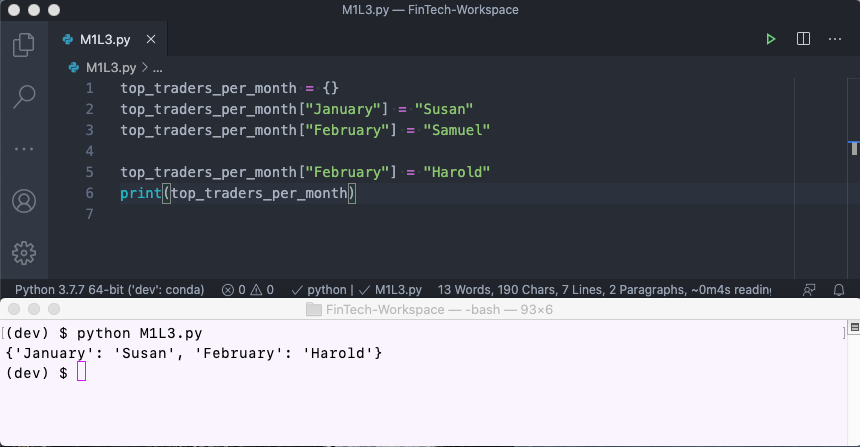 M1L3.py — FinTech-Workspace
M1L3.py ×
M1L3.py > ...
1 top_traders_per_month = {}
2 top_traders_per_month["January"] = "Susan"
3 top_traders_per_month["February"] = "Samuel"
4
5 top_traders_per_month["February"] = "Harold"
6 print(top_traders_per_month)
7
Python 3.7.7 64-bit ('dev': conda) 0 0 ✓ python | ✓ M1L3.py 13 Words, 190 Chars, 7 Lines, 2 Paragraphs, ~0m4s reading
FinTech-Workspace — -bash — 93×6
[(dev) $ python M1L3.py ]
{'January': 'Susan', 'February': 'Harold'}
(dev) $